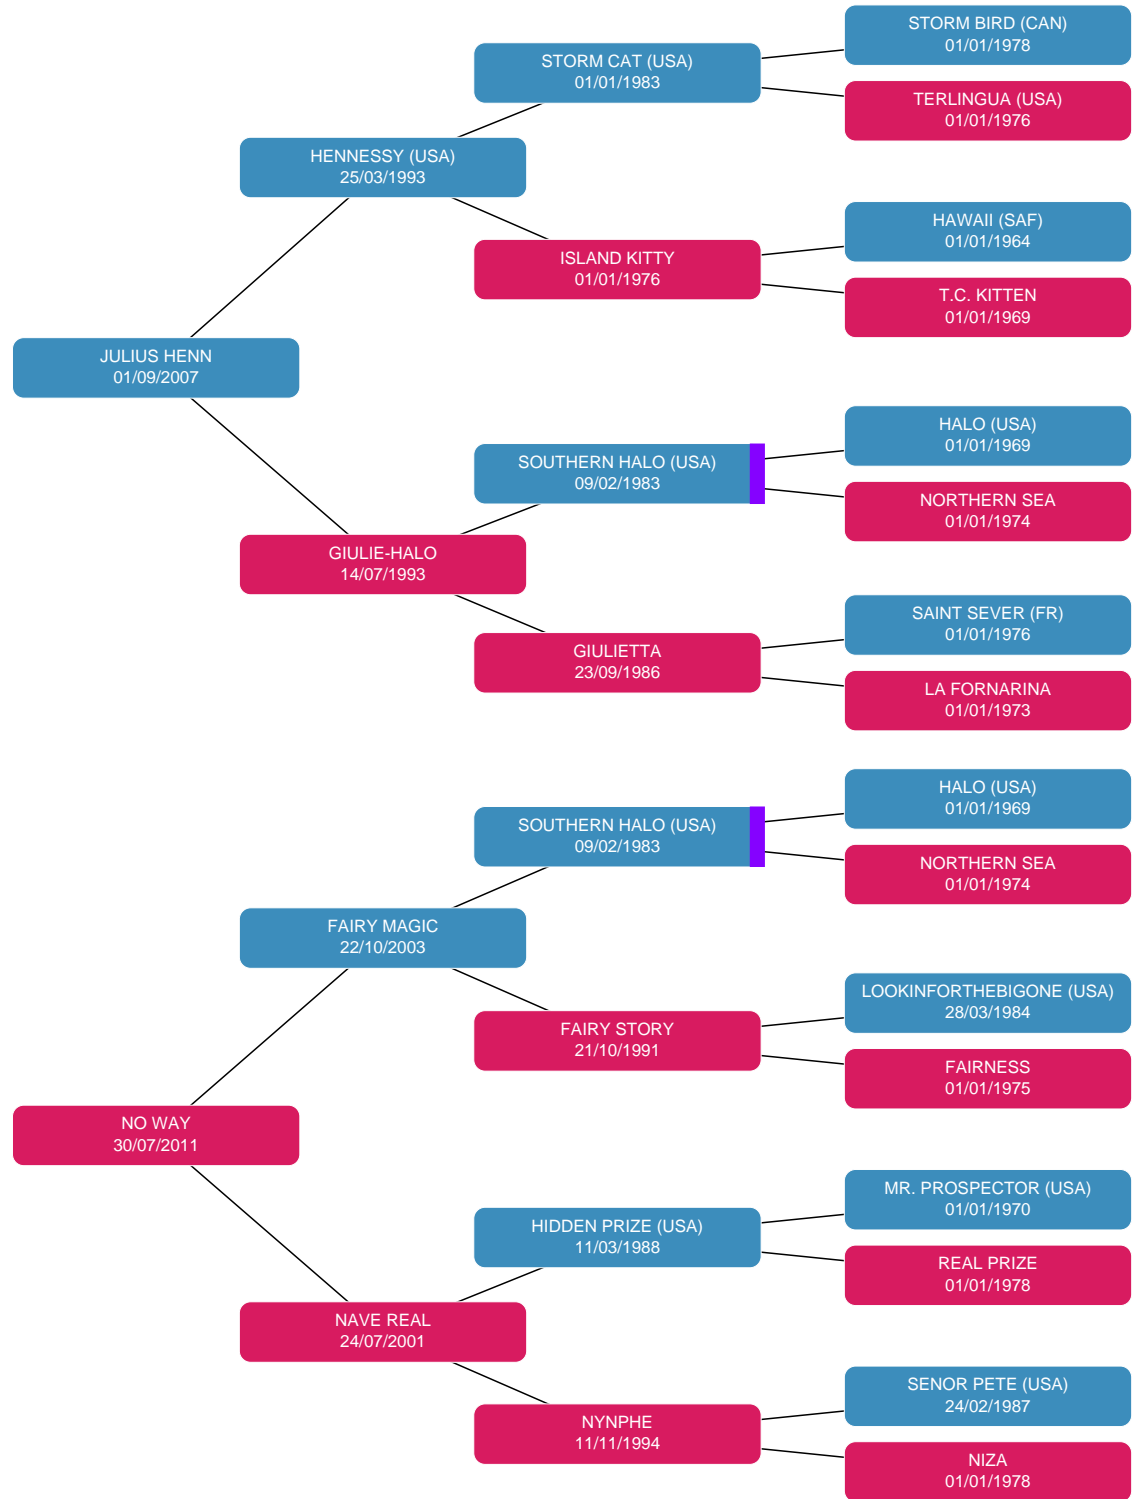 STORM BIRD (CAN)
01/01/1978
STORM CAT (USA)
01/01/1983
TERLINGUA (USA)
01/01/1976
HENNESSY (USA)
25/03/1993
HAWAII (SAF)
01/01/1964
ISLAND KITTY
01/01/1976
T.C. KITTEN
01/01/1969
JULIUS HENN
01/09/2007
HALO (USA)
01/01/1969
SOUTHERN HALO (USA)
09/02/1983
NORTHERN SEA
01/01/1974
GIULIE-HALO
14/07/1993
SAINT SEVER (FR)
01/01/1976
GIULIETTA
23/09/1986
LA FORNARINA
01/01/1973
HALO (USA)
01/01/1969
SOUTHERN HALO (USA)
09/02/1983
NORTHERN SEA
01/01/1974
FAIRY MAGIC
22/10/2003
LOOKINFORTHEBIGONE (USA)
28/03/1984
FAIRY STORY
21/10/1991
FAIRNESS
01/01/1975
NO WAY
30/07/2011
MR. PROSPECTOR (USA)
01/01/1970
HIDDEN PRIZE (USA)
11/03/1988
REAL PRIZE
01/01/1978
NAVE REAL
24/07/2001
SENOR PETE (USA)
24/02/1987
NYNPHE
11/11/1994
NIZA
01/01/1978